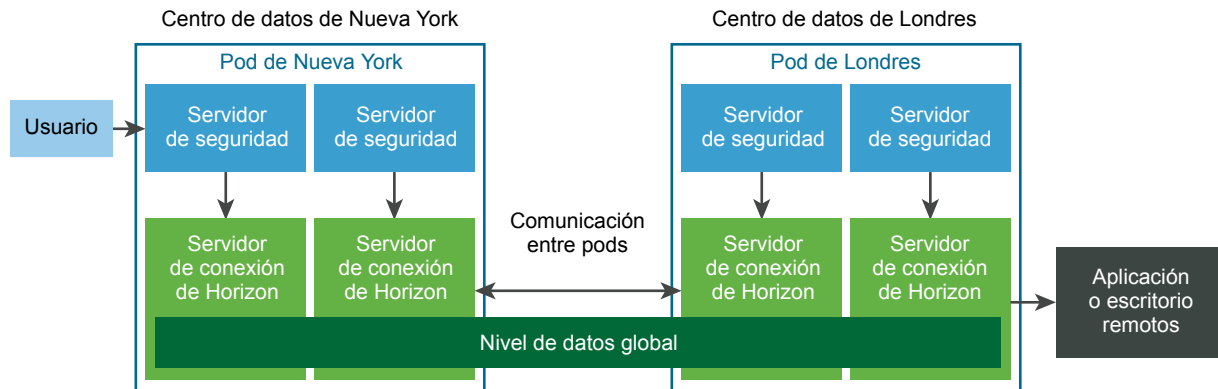 Centro de datos de Nueva York
Centro de datos de Londres
Pod de Nueva York
Pod de Londres
Usuario
Servidor
de seguridad
Servidor
de seguridad
Servidor
de seguridad
Servidor
de seguridad
Servidor
de conexión
de Horizon
Servidor
de conexión
de Horizon
Comunicación
entre pods
Servidor
de conexión
de Horizon
Servidor
de conexión
de Horizon
Aplicación
o escritorio
remotos
Nivel de datos global